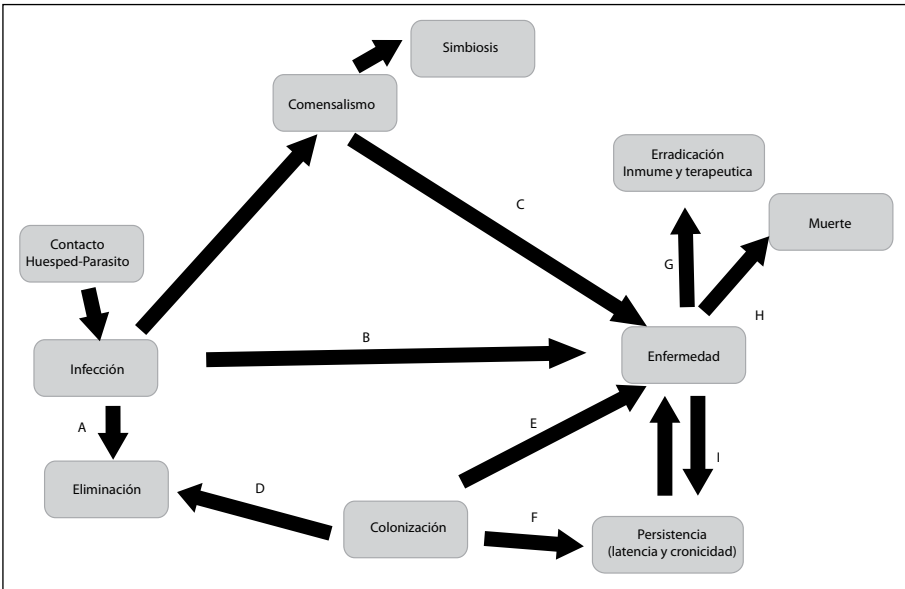 Simbiosis
Comensalismo
Erradicación
Inmume y terapeutica
C
Muerte
Contacto
Huesped-Parasito
G
H
B
Enfermedad
Infección
A
E
I
Eliminación
D
F
Colonización
Persistencia
(latencia y cronicidad)